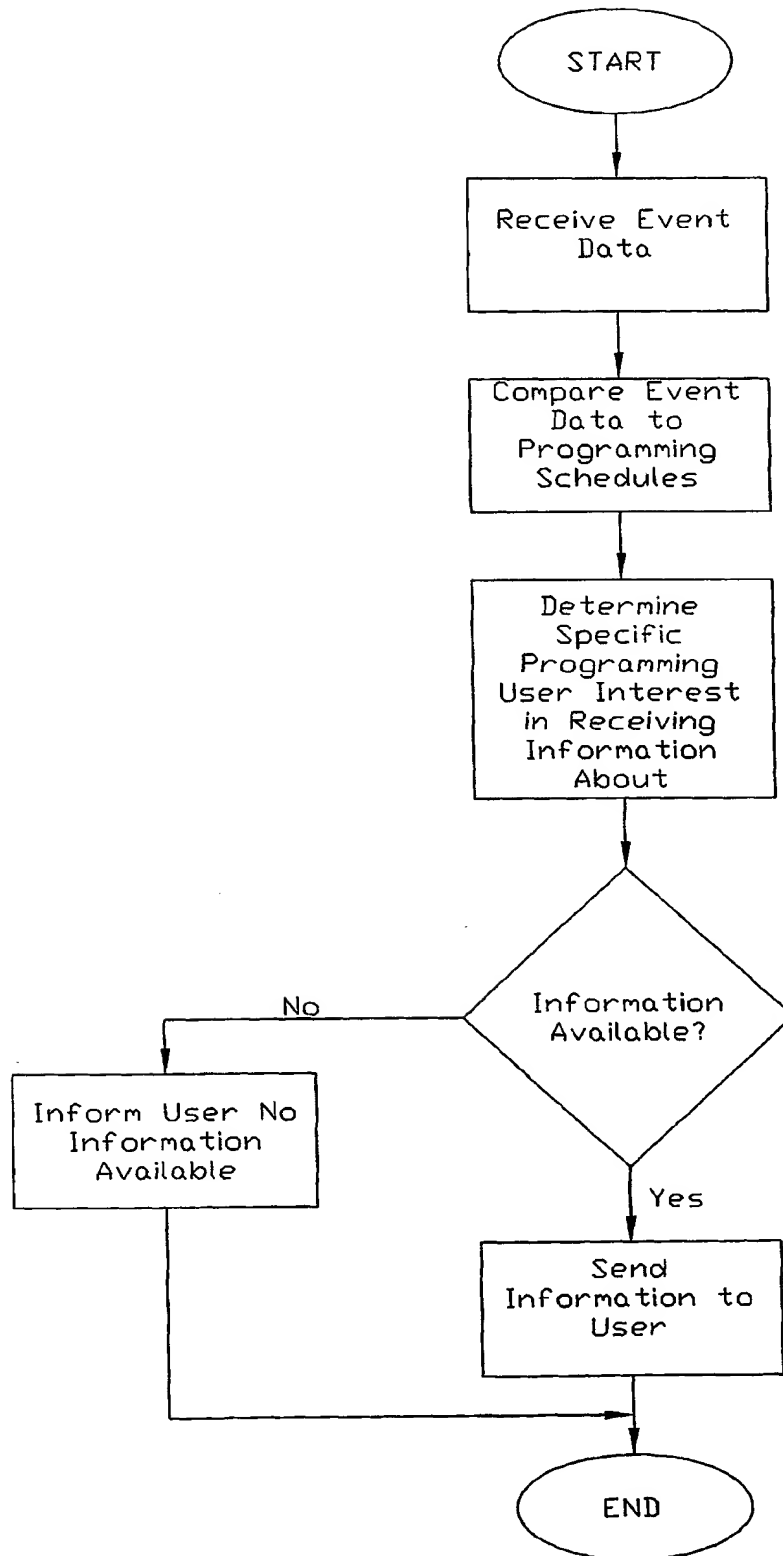 START
Receive Event
Data
Compare Event
Data to
Programming
Schedules
Determine
Specific
Programming
User Interest
in Receiving
Information
About
Information
Available?
No
Inform User No
Information
Available
Yes
Send
Information to
User
END